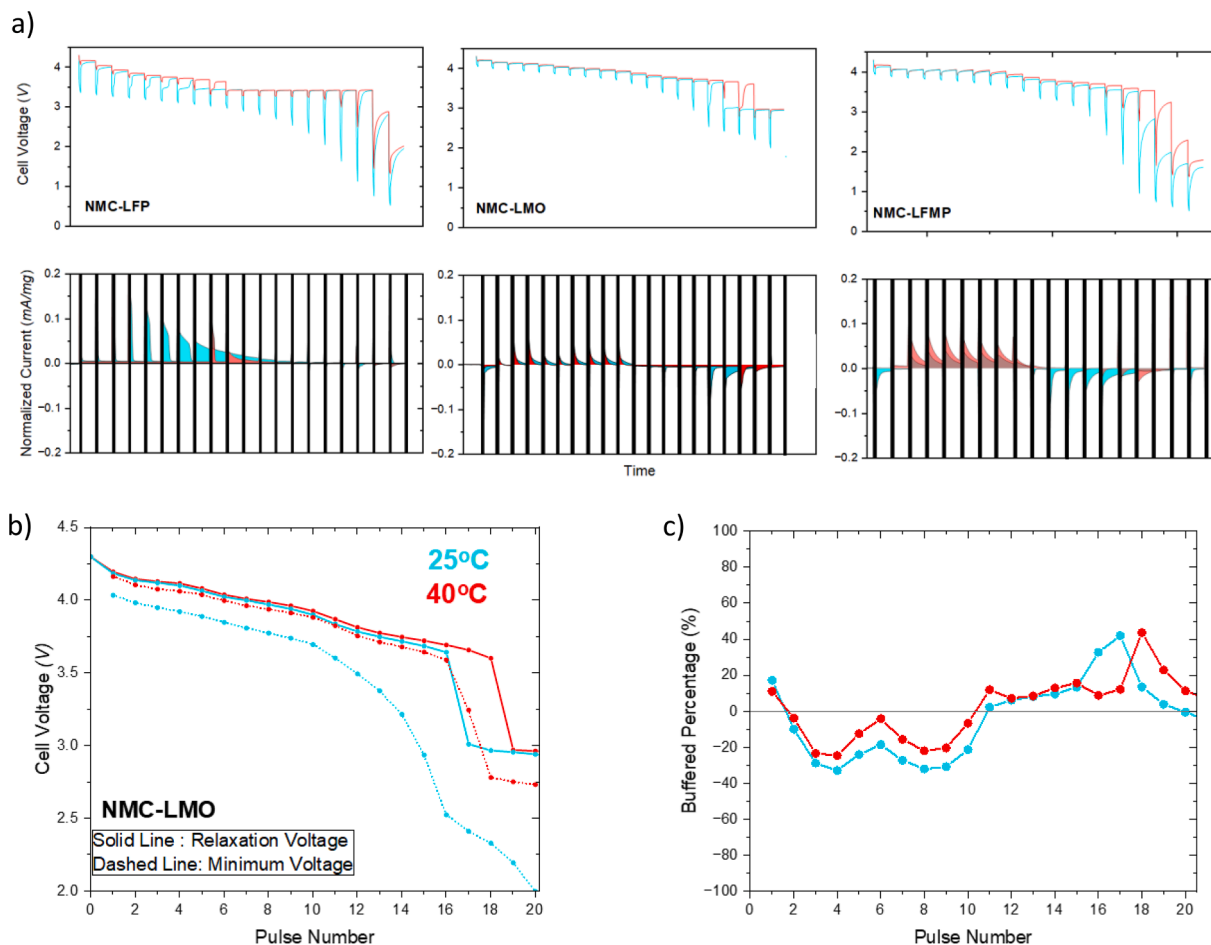 a)
Cell Voltage (V)
4
3
2
1
0
NMC-LFP
4
3
2
1
0
NMC-LMO
4
3
2
1
0
NMC-LFMP
Normalized Current (mA/mg)
0.2
0.1
0.0
−0.1
−0.2
0.2
0.1
0.0
−0.1
−0.2
0.2
0.1
0.0
−0.1
−0.2
Time
b)
Cell Voltage (V)
4.5
4.0
3.5
3.0
2.5
2.0
25°C
40°C
NMC-LMO
Solid Line : Relaxation Voltage
Dashed Line: Minimum Voltage
0 2 4 6 8 10 12 14 16 18 20
Pulse Number
c)
Buffered Percentage (%)
100
80
60
40
20
0
−20
−40
−60
−80
−100
0 2 4 6 8 10 12 14 16 18 20
Pulse Number